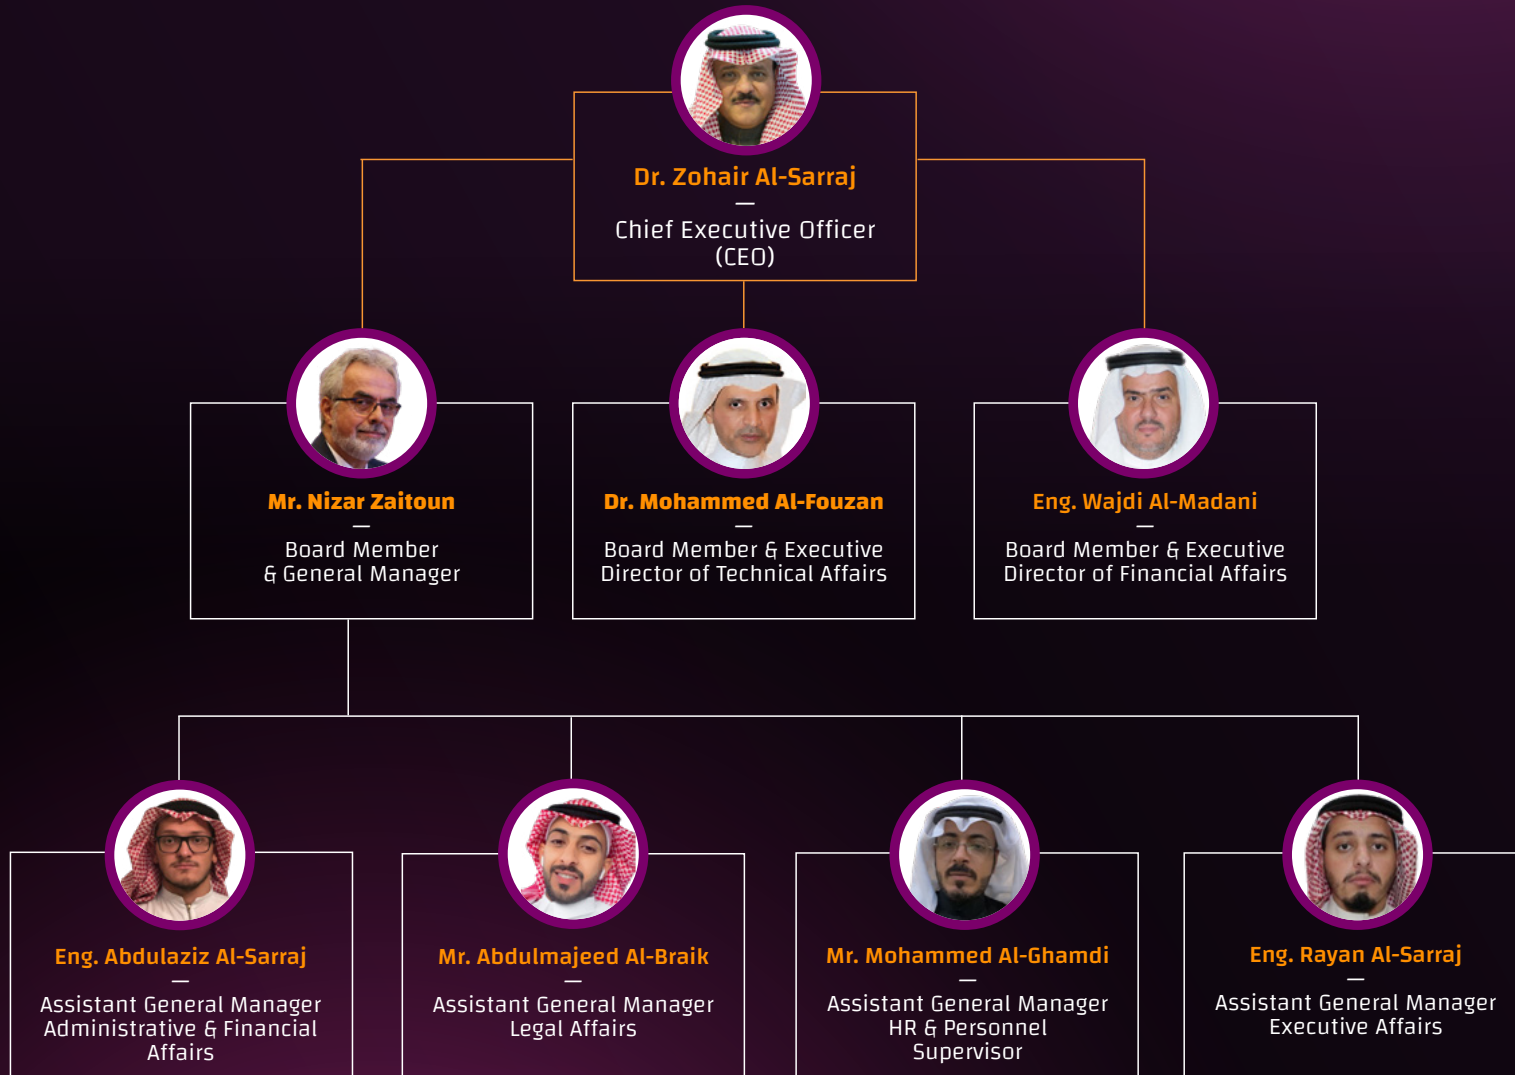 Dr. Zohair Al-Sarraj
Chief Executive Officer
(CEO)
Mr. Nizar Zaitoun
Board Member
& General Manager
Dr. Mohammed Al-Fouzan
Board Member & Executive
Director of Technical Affairs
Eng. Wajdi Al-Madani
Board Member & Executive
Director of Financial Affairs
Eng. Abdulaziz Al-Sarraj
Assistant General Manager
Administrative & Financial
Affairs
Mr. Abdulmajeed Al-Braik
Assistant General Manager
Legal Affairs
Mr. Mohammed Al-Ghamdi
Assistant General Manager
HR & Personnel
Supervisor
Eng. Rayan Al-Sarraj
Assistant General Manager
Executive Affairs